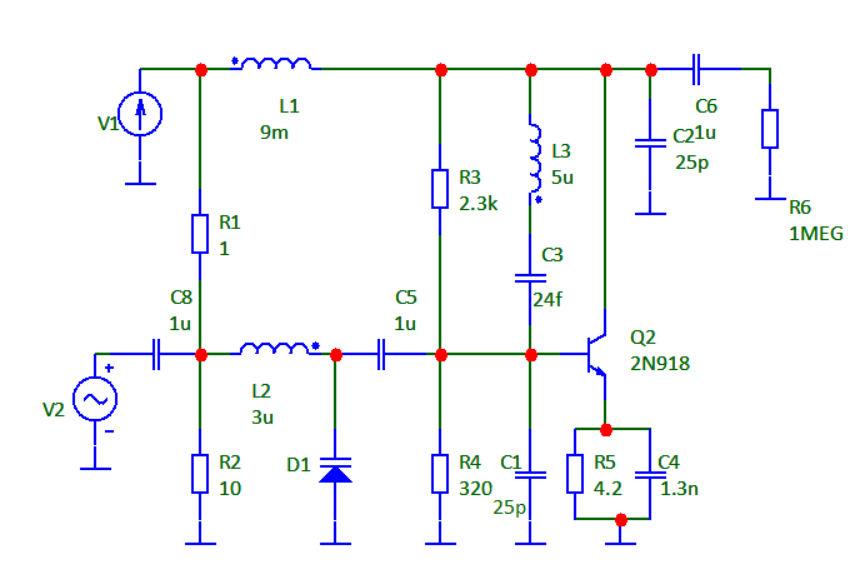 L1
9m
V1
C6
1u
C2
25p
L3
5u
R3
2.3k
R6
1MEG
R1
1
C3
24f
C8
1u
C5
1u
Q2
2N918
+
V2
-
L2
3u
D1
R2
10
R4
320
C1
25p
R5
4.2
C4
1.3n